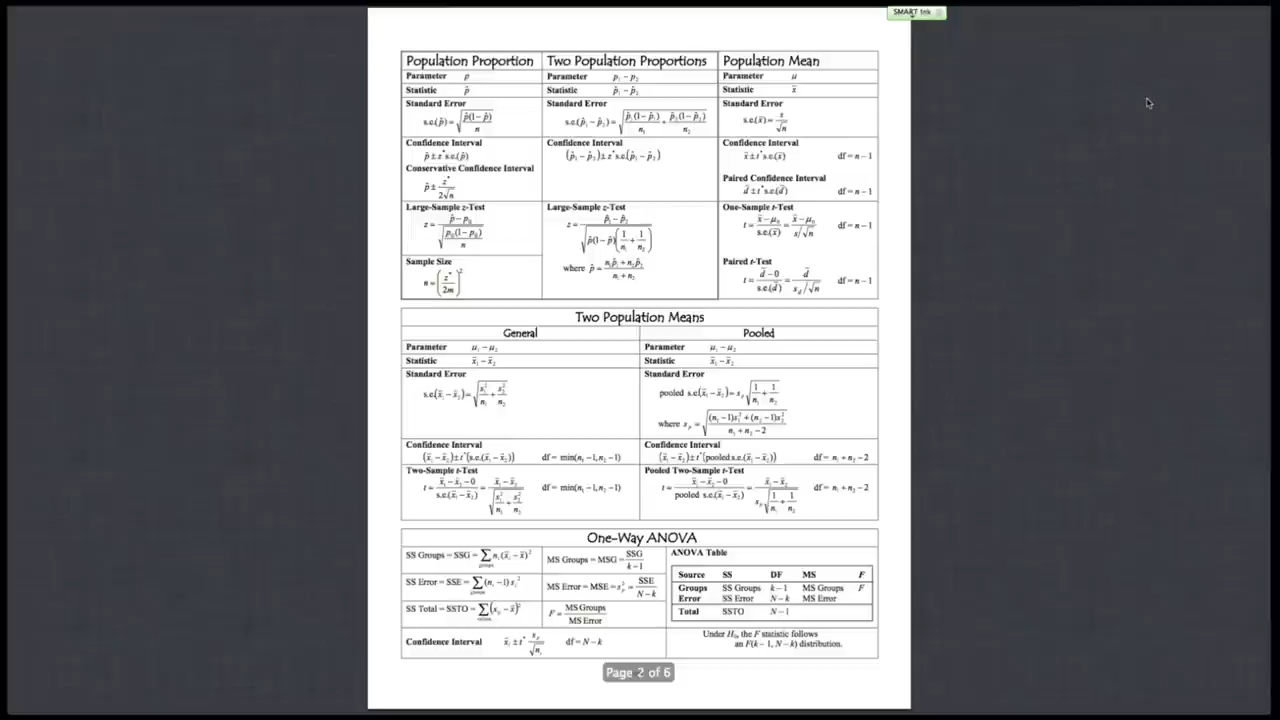 SMART Ink
Population Proportion
Parameter p
Statistic p̂
Standard Error
s.e.(p̂) = √(p̂(1−p̂)/n)
Confidence Interval
p̂ ± z* s.e.(p̂)
Conservative Confidence Interval
p̂ ± z*/(2√n)
Large-Sample z-Test
z = (p̂ − p₀)/√(p₀(1−p₀)/n)
Sample Size
n = (z*/2m)²
Two Population Proportions
Parameter p₁ − p₂
Statistic p̂₁ − p̂₂
Standard Error
s.e.(p̂₁ − p̂₂) = √(p̂₁(1−p̂₁)/n₁ + p̂₂(1−p̂₂)/n₂)
Confidence Interval
(p̂₁ − p̂₂) ± z* s.e.(p̂₁ − p̂₂)
Large-Sample z-Test
z = (p̂₁ − p̂₂)/√(p̂(1−p̂)(1/n₁ + 1/n₂))
where p̂ = (n₁p̂₁ + n₂p̂₂)/(n₁ + n₂)
Population Mean
Parameter μ
Statistic x̄
Standard Error
s.e.(x̄) = s/√n
Confidence Interval
x̄ ± t* s.e.(x̄) df = n − 1
Paired Confidence Interval
d̄ ± t* s.e.(d̄) df = n − 1
One-Sample t-Test
t = (x̄ − μ₀)/s.e.(x̄) = (x̄ − μ₀)/(s/√n) df = n − 1
Paired t-Test
t = (d̄ − 0)/s.e.(d̄) = d̄/(s_d/√n) df = n − 1
Two Population Means
General
Parameter μ₁ − μ₂
Statistic x̄₁ − x̄₂
Standard Error
s.e.(x̄₁ − x̄₂) = √(s₁²/n₁ + s₂²/n₂)
Confidence Interval
(x̄₁ − x̄₂) ± t*(s.e.(x̄₁ − x̄₂)) df = min(n₁ − 1, n₂ − 1)
Two-Sample t-Test
t = (x̄₁ − x̄₂ − 0)/s.e.(x̄₁ − x̄₂) = (x̄₁ − x̄₂)/√(s₁²/n₁ + s₂²/n₂) df = min(n₁ − 1, n₂ − 1)
Pooled
Parameter μ₁ − μ₂
Statistic x̄₁ − x̄₂
Standard Error
pooled s.e.(x̄₁ − x̄₂) = s_p √(1/n₁ + 1/n₂)
where s_p = √(((n₁ − 1)s₁² + (n₂ − 1)s₂²)/(n₁ + n₂ − 2))
Confidence Interval
(x̄₁ − x̄₂) ± t*(pooled s.e.(x̄₁ − x̄₂)) df = n₁ + n₂ − 2
Pooled Two-Sample t-Test
t = (x̄₁ − x̄₂ − 0)/pooled s.e.(x̄₁ − x̄₂) = (x̄₁ − x̄₂)/(s_p √(1/n₁ + 1/n₂)) df = n₁ + n₂ − 2
One-Way ANOVA
SS Groups = SSG = Σ_groups nᵢ(x̄ᵢ − x̄)²
SS Error = SSE = Σ_groups (nᵢ − 1)sᵢ²
SS Total = SSTO = Σ_values (xᵢⱼ − x̄)²
MS Groups = MSG = SSG/(k − 1)
MS Error = MSE = s_p² = SSE/(N − k)
F = MS Groups/MS Error
Confidence Interval x̄ᵢ ± t* s_p/√nᵢ df = N − k
ANOVA Table
Source SS DF MS F
Groups SS Groups k − 1 MS Groups F
Error SS Error N − k MS Error
Total SSTO N − 1
Under H₀, the F statistic follows
an F(k − 1, N − k) distribution.
Page 2 of 6